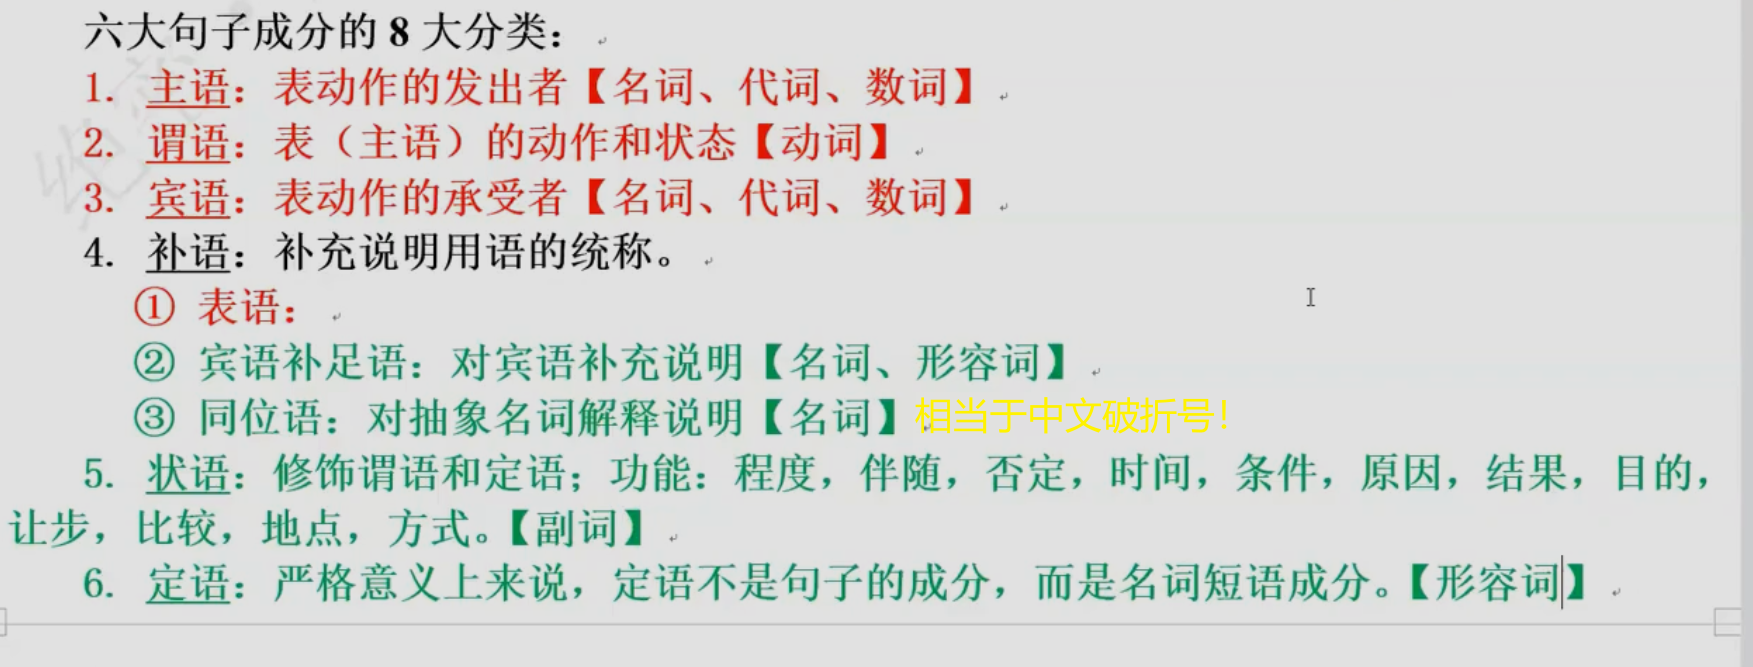 六大句子成分的 8 大分类：
1. 主语：表动作的发出者【名词、代词、数词】
2. 谓语：表（主语）的动作和状态【动词】
3. 宾语：表动作的承受者【名词、代词、数词】
4. 补语：补充说明用语的统称。
① 表语：
② 宾语补足语：对宾语补充说明【名词、形容词】
③ 同位语：对抽象名词解释说明【名词】相当于中文破折号！
5. 状语：修饰谓语和定语；功能：程度，伴随，否定，时间，条件，原因，结果，目的，
让步，比较，地点，方式。【副词】
6. 定语：严格意义上来说，定语不是句子的成分，而是名词短语成分。【形容词】